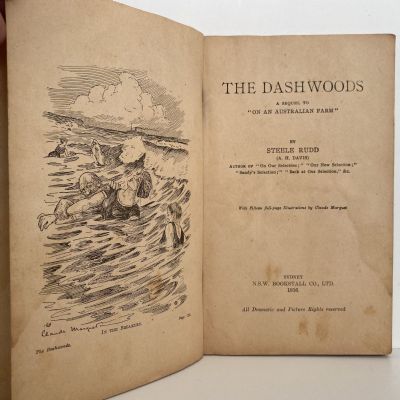 Claude Marquet
IN THE BREAKERS.
The Dashwoods.
THE DASHWOODS
A SEQUEL TO
"ON AN AUSTRALIAN FARM"
BY
STEELE RUDD
(A. H. DAVIS)
AUTHOR OF "On Our Selection;" "Our New Selection;"
"Sandy's Selection;" "Back at Our Selection," &c.
With Fifteen full-page Illustrations by Claude Marquet
SYDNEY
N.S.W. BOOKSTALL CO., LTD.
All Dramatic and Picture Rights reserved